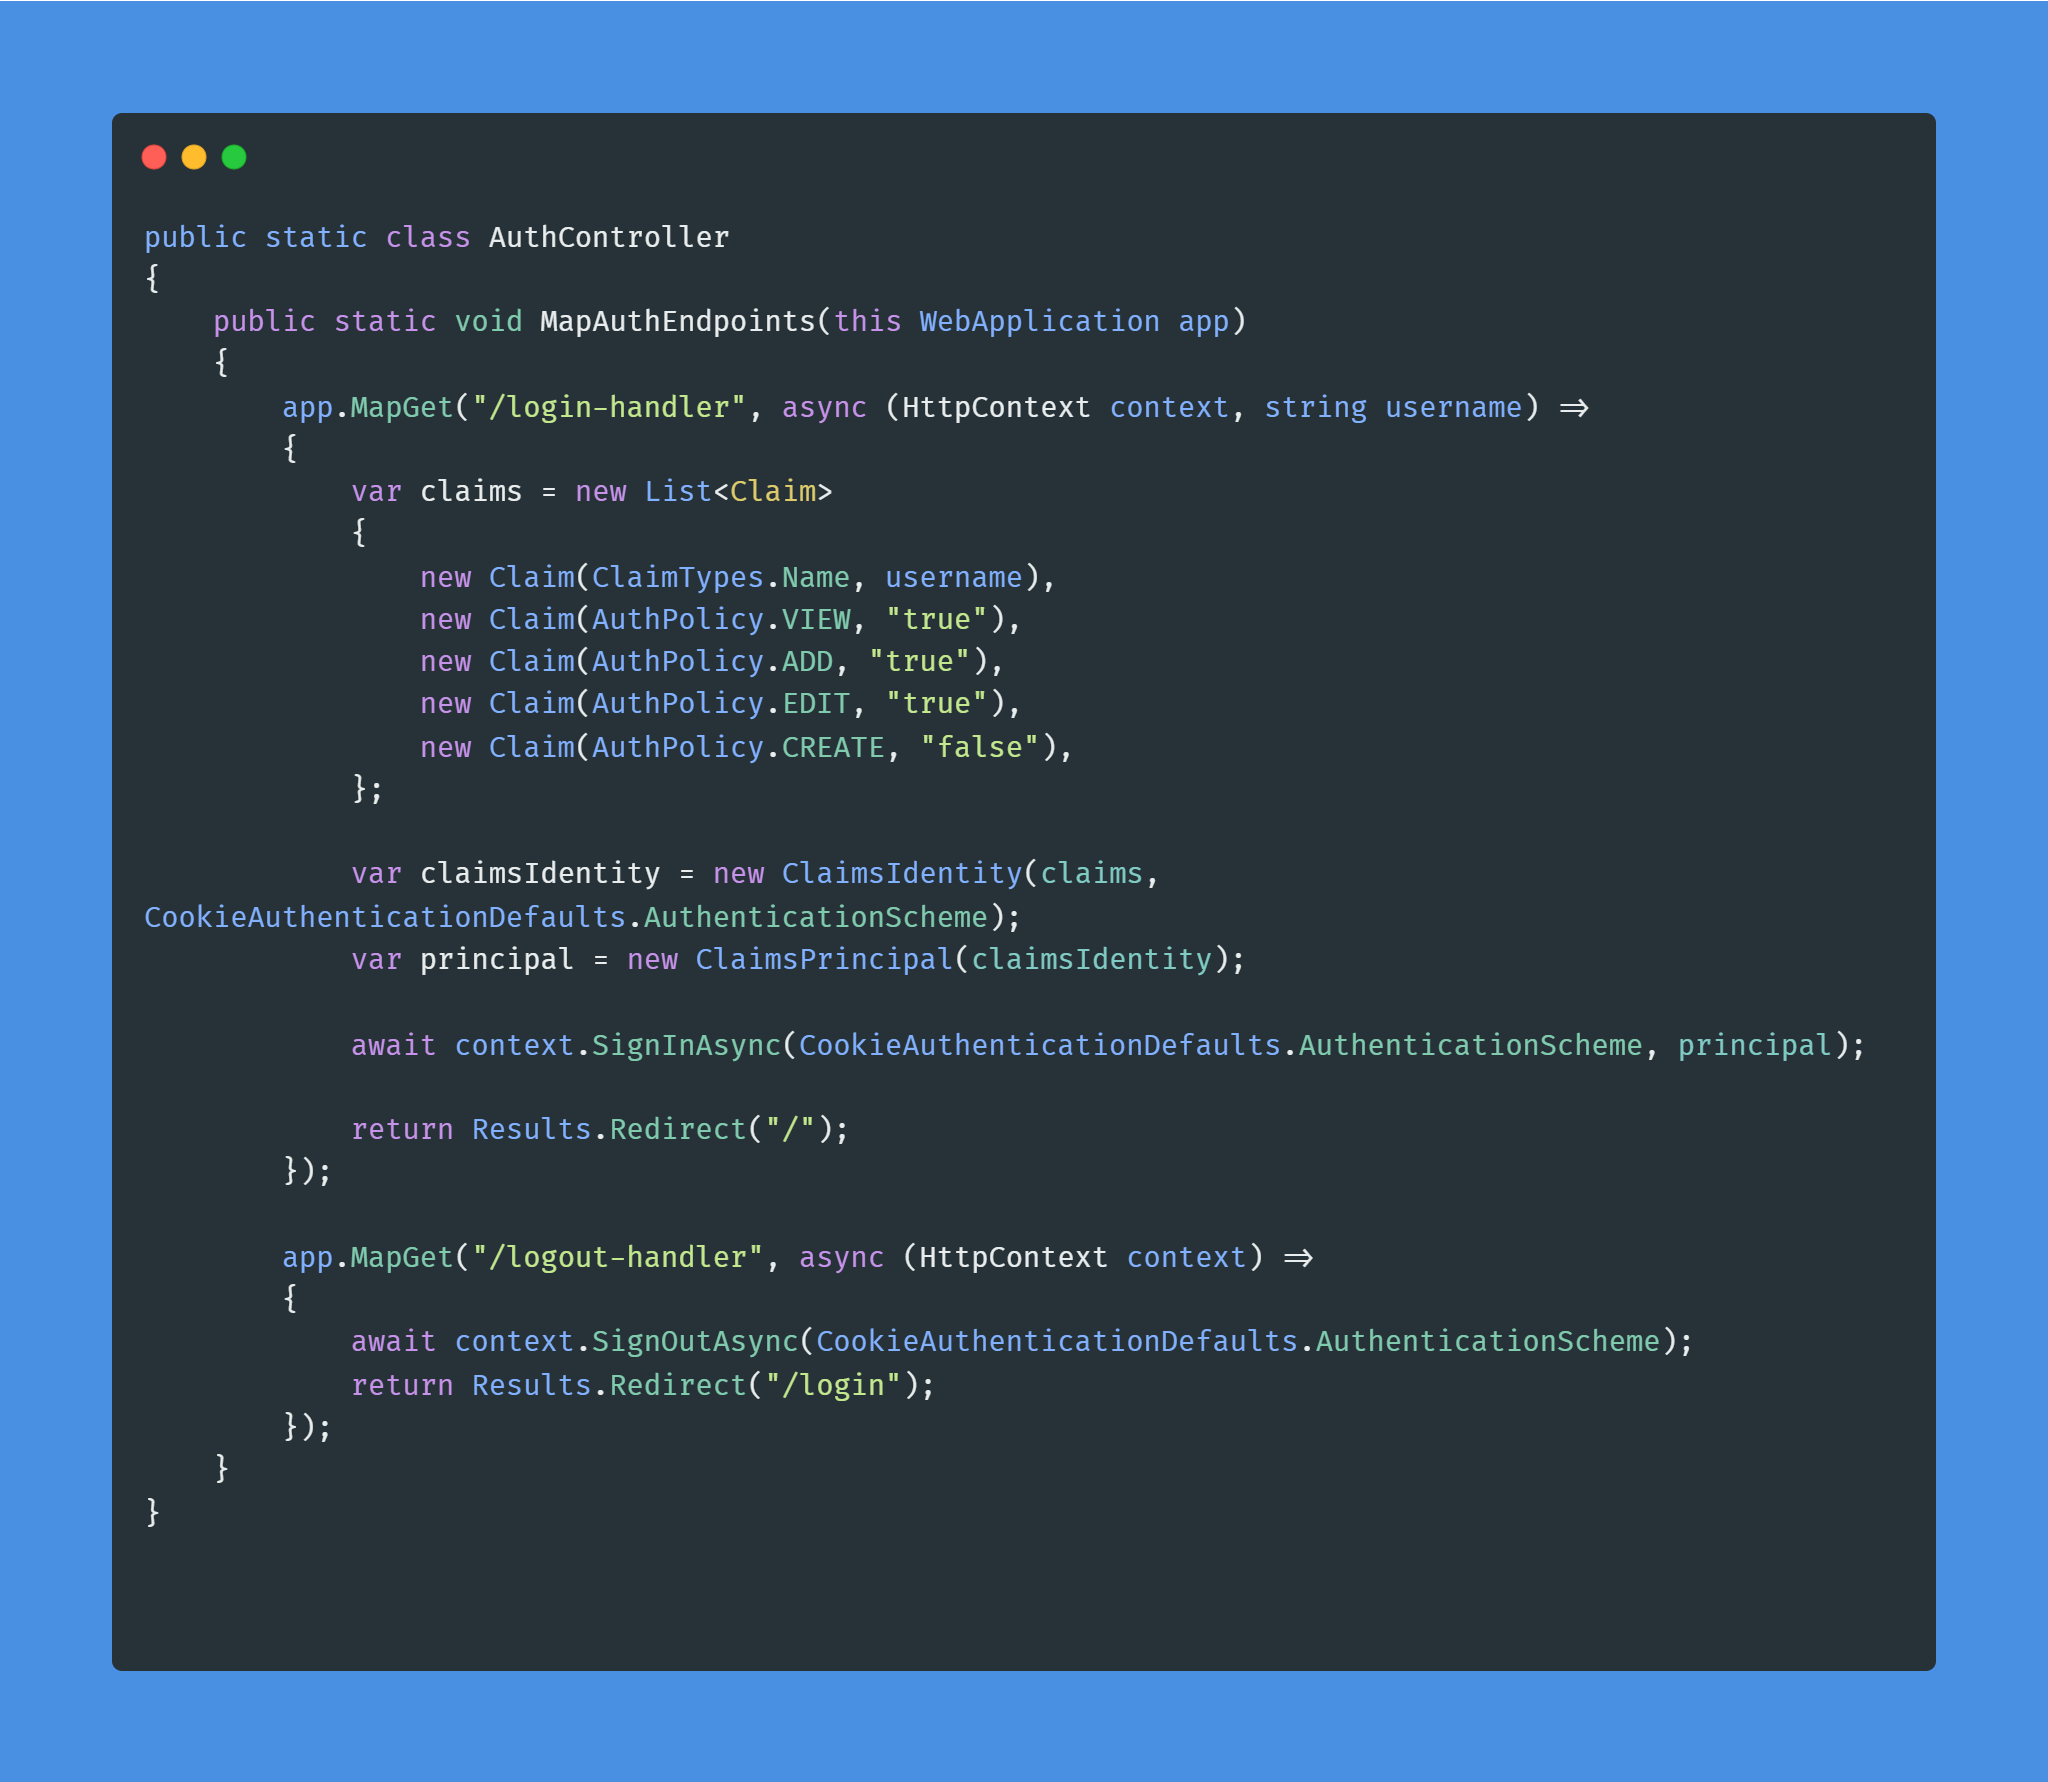 public static class AuthController
{
    public static void MapAuthEndpoints(this WebApplication app)
    {
        app.MapGet("/login-handler", async (HttpContext context, string username) =>
        {
            var claims = new List<Claim>
            {
                new Claim(ClaimTypes.Name, username),
                new Claim(AuthPolicy.VIEW, "true"),
                new Claim(AuthPolicy.ADD, "true"),
                new Claim(AuthPolicy.EDIT, "true"),
                new Claim(AuthPolicy.CREATE, "false"),
            };

            var claimsIdentity = new ClaimsIdentity(claims,
CookieAuthenticationDefaults.AuthenticationScheme);
            var principal = new ClaimsPrincipal(claimsIdentity);

            await context.SignInAsync(CookieAuthenticationDefaults.AuthenticationScheme, principal);

            return Results.Redirect("/");
        });

        app.MapGet("/logout-handler", async (HttpContext context) =>
        {
            await context.SignOutAsync(CookieAuthenticationDefaults.AuthenticationScheme);
            return Results.Redirect("/login");
        });
    }
}